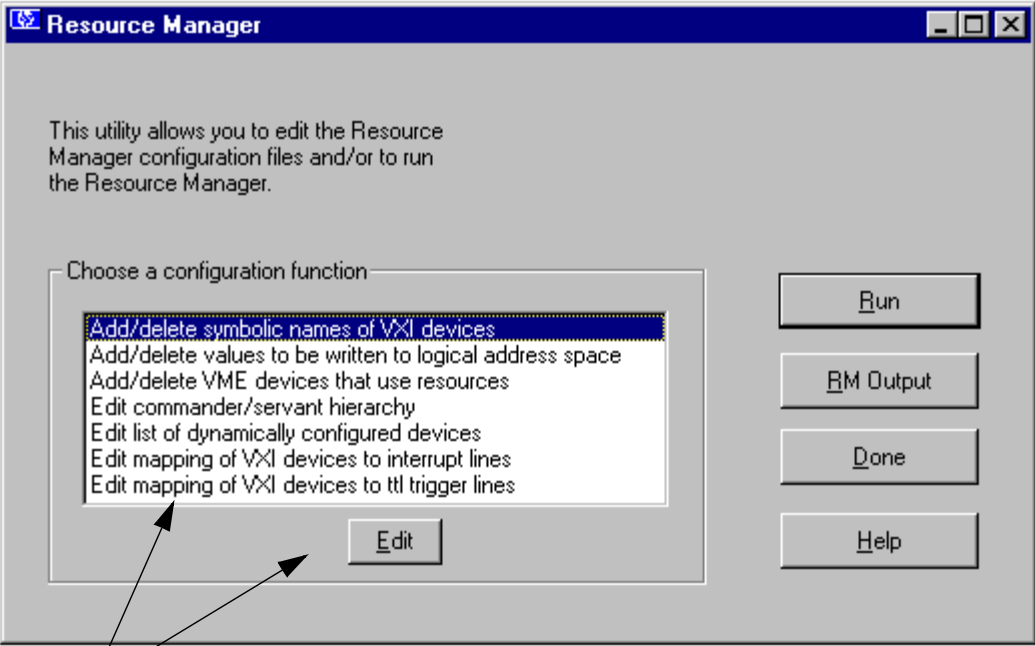 Resource Manager
This utility allows you to edit the Resource
Manager configuration files and/or to run
the Resource Manager.
Choose a configuration function
Add/delete symbolic names of VXI devices
Add/delete values to be written to logical address space
Add/delete VME devices that use resources
Edit commander/servant hierarchy
Edit list of dynamically configured devices
Edit mapping of VXI devices to interrupt lines
Edit mapping of VXI devices to ttl trigger lines
Edit
Run
RM Output
Done
Help